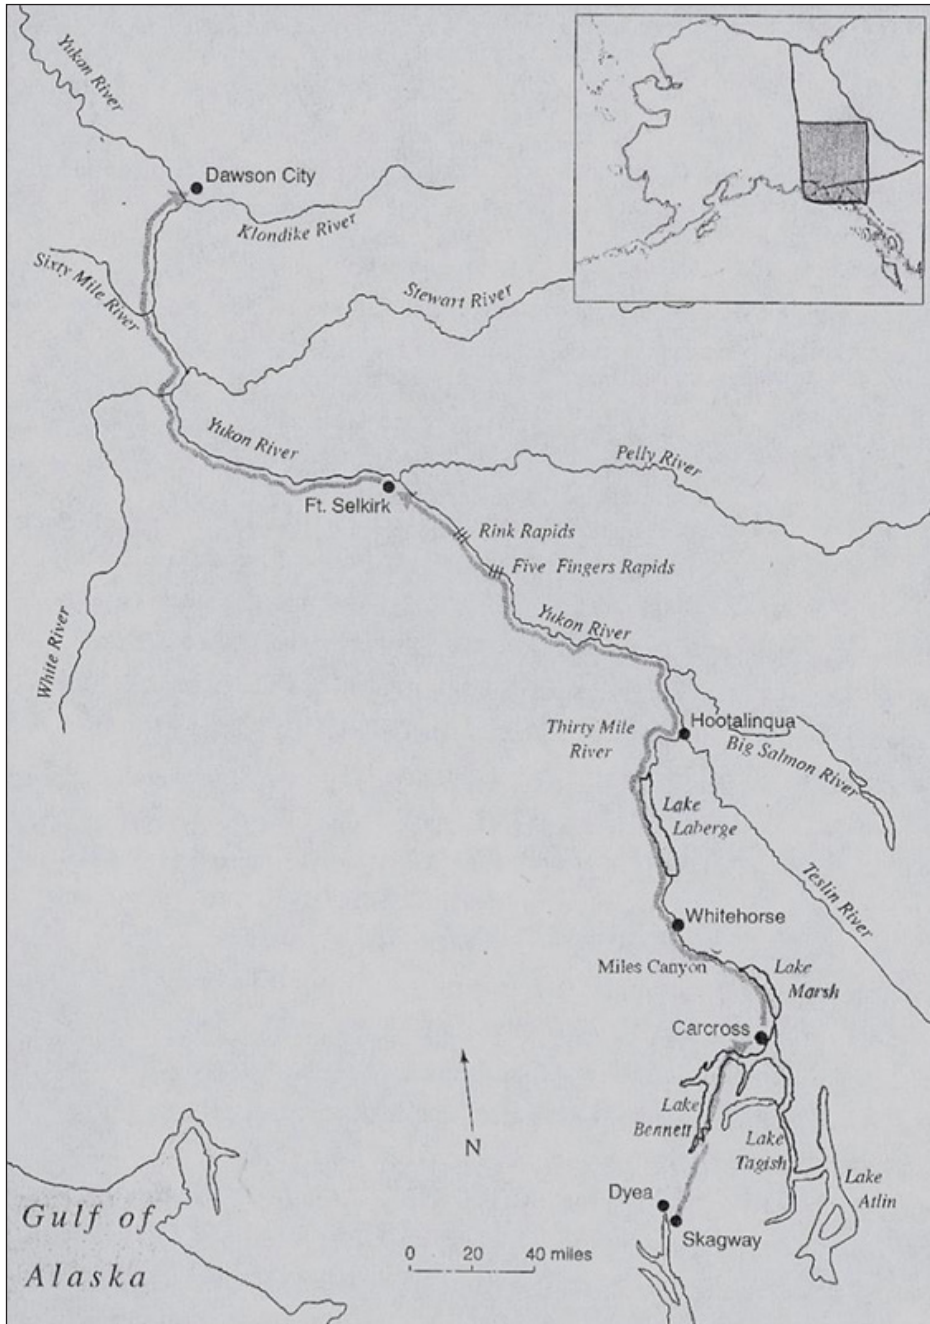 Yukon River
Dawson City
Klondike River
Sixty Mile River
Stewart River
Yukon River
Pelly River
Ft. Selkirk
Rink Rapids
Five Fingers Rapids
White River
Yukon River
Hootalinqua
Thirty Mile
River
Big Salmon River
Lake
Laberge
Teslin River
Whitehorse
Miles Canyon
Lake
Marsh
Carcross
Lake
Bennett
N
Lake
Tagish
Lake
Atlin
Dyea
Skagway
Gulf of
Alaska
0 20 40 miles